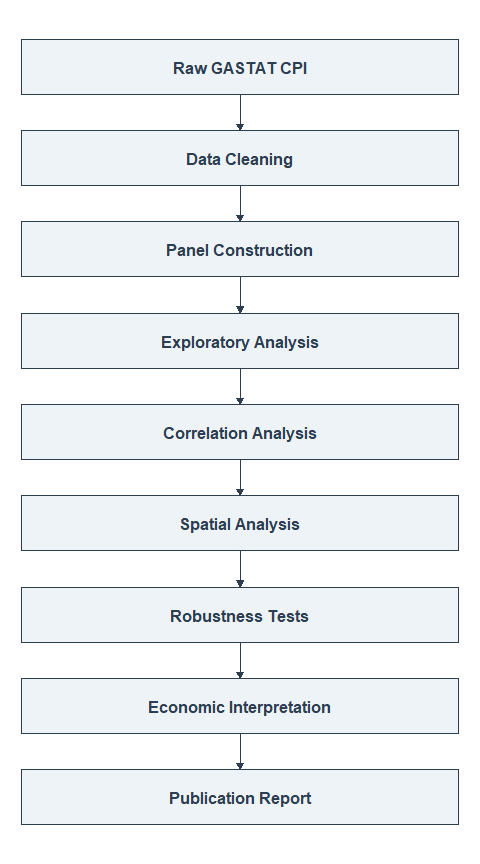 Raw GASTAT CPI
Data Cleaning
Panel Construction
Exploratory Analysis
Correlation Analysis
Spatial Analysis
Robustness Tests
Economic Interpretation
Publication Report